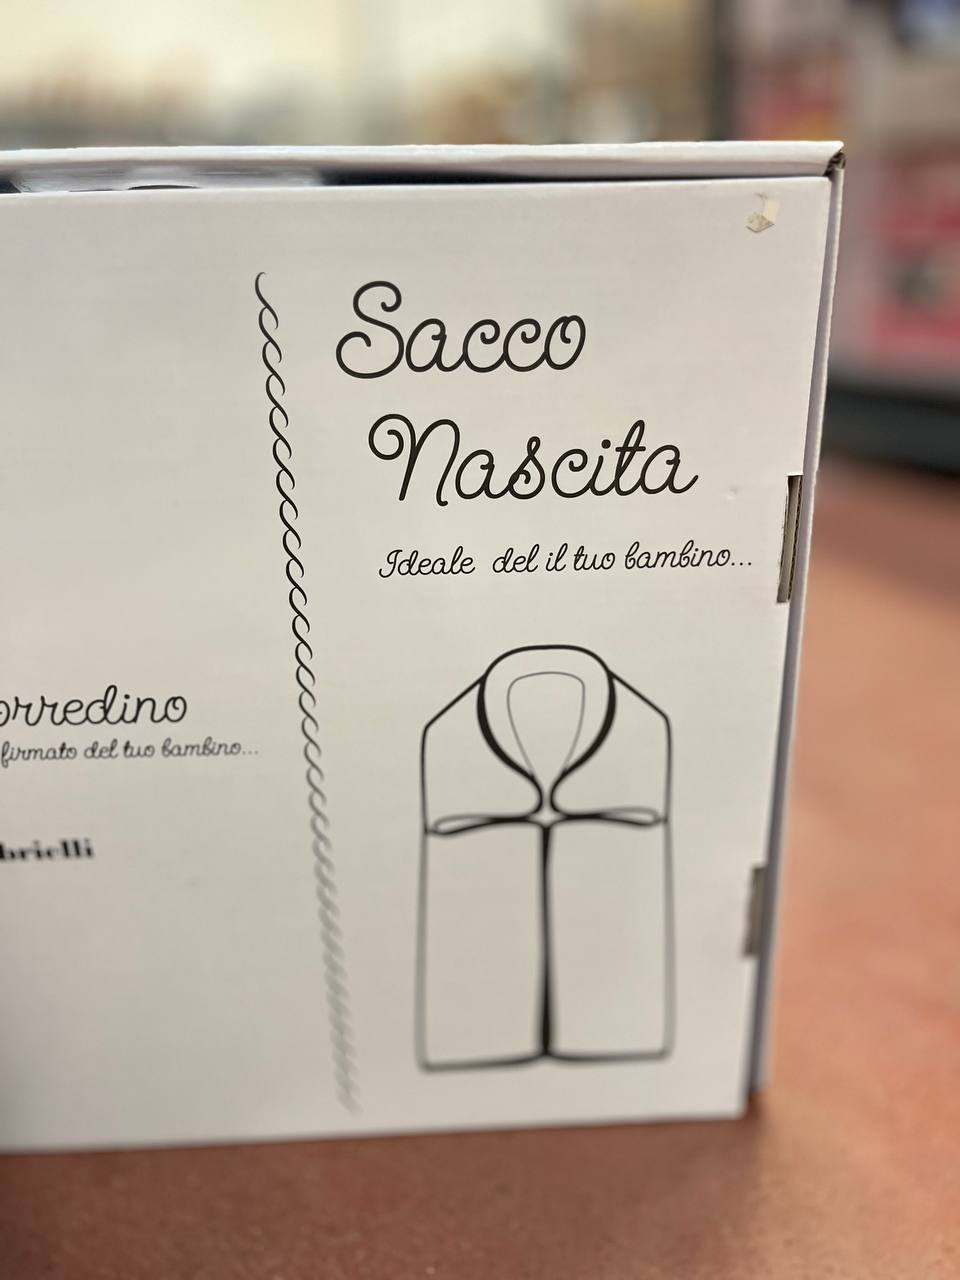 Sacco
Nascita
Ideale del il tuo bambino...
orredino
firmato del tuo bambino...
brielli